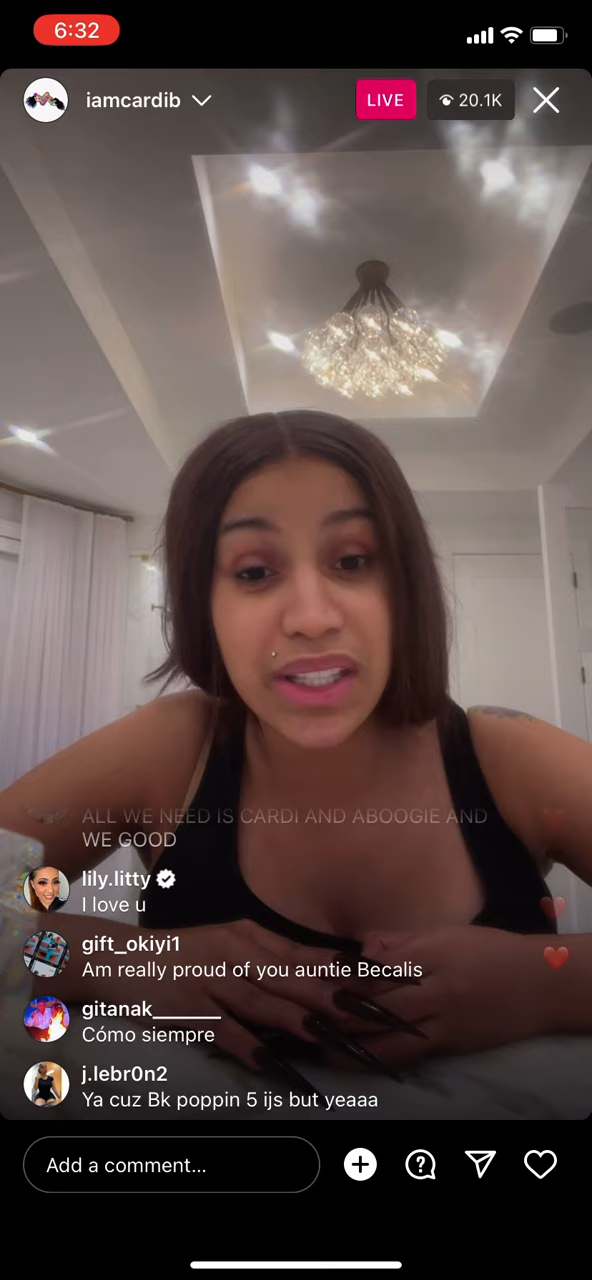 6:32
iamcardib
LIVE
20.1K
ALL WE NEED IS CARDI AND ABOOGIE AND
WE GOOD
lily.litty
I love u
gift_okiyi1
Am really proud of you auntie Becalis
gitanak_______
Cómo siempre
j.lebr0n2
Ya cuz Bk poppin 5 ijs but yeaaa
Add a comment...